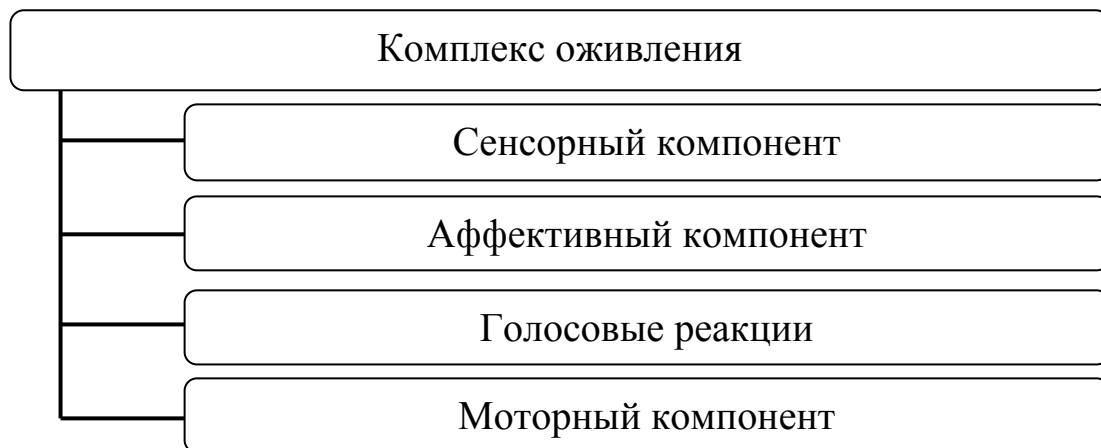 Комплекс оживления
Сенсорный компонент
Аффективный компонент
Голосовые реакции
Моторный компонент